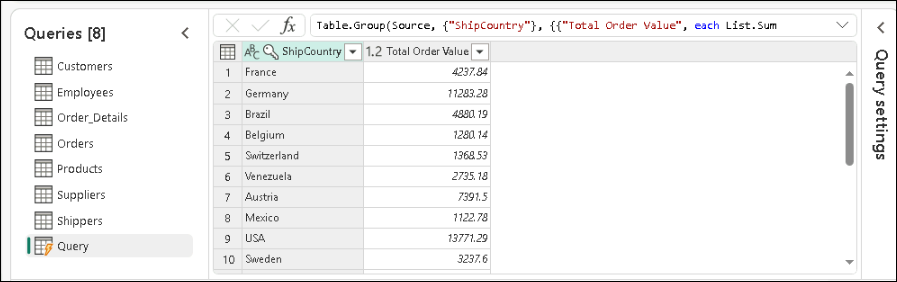 Queries [8]
Customers
Employees
Order_Details
Orders
Products
Suppliers
Shippers
Query
fx Table.Group(Source, {"ShipCountry"}, {{"Total Order Value", each List.Sum
ABC ShipCountry 1.2 Total Order Value
1 France 4237.84
2 Germany 11283.28
3 Brazil 4880.19
4 Belgium 1280.14
5 Switzerland 1368.53
6 Venezuela 2735.18
7 Austria 7391.5
8 Mexico 1122.78
9 USA 13771.29
10 Sweden 3237.6
Query settings